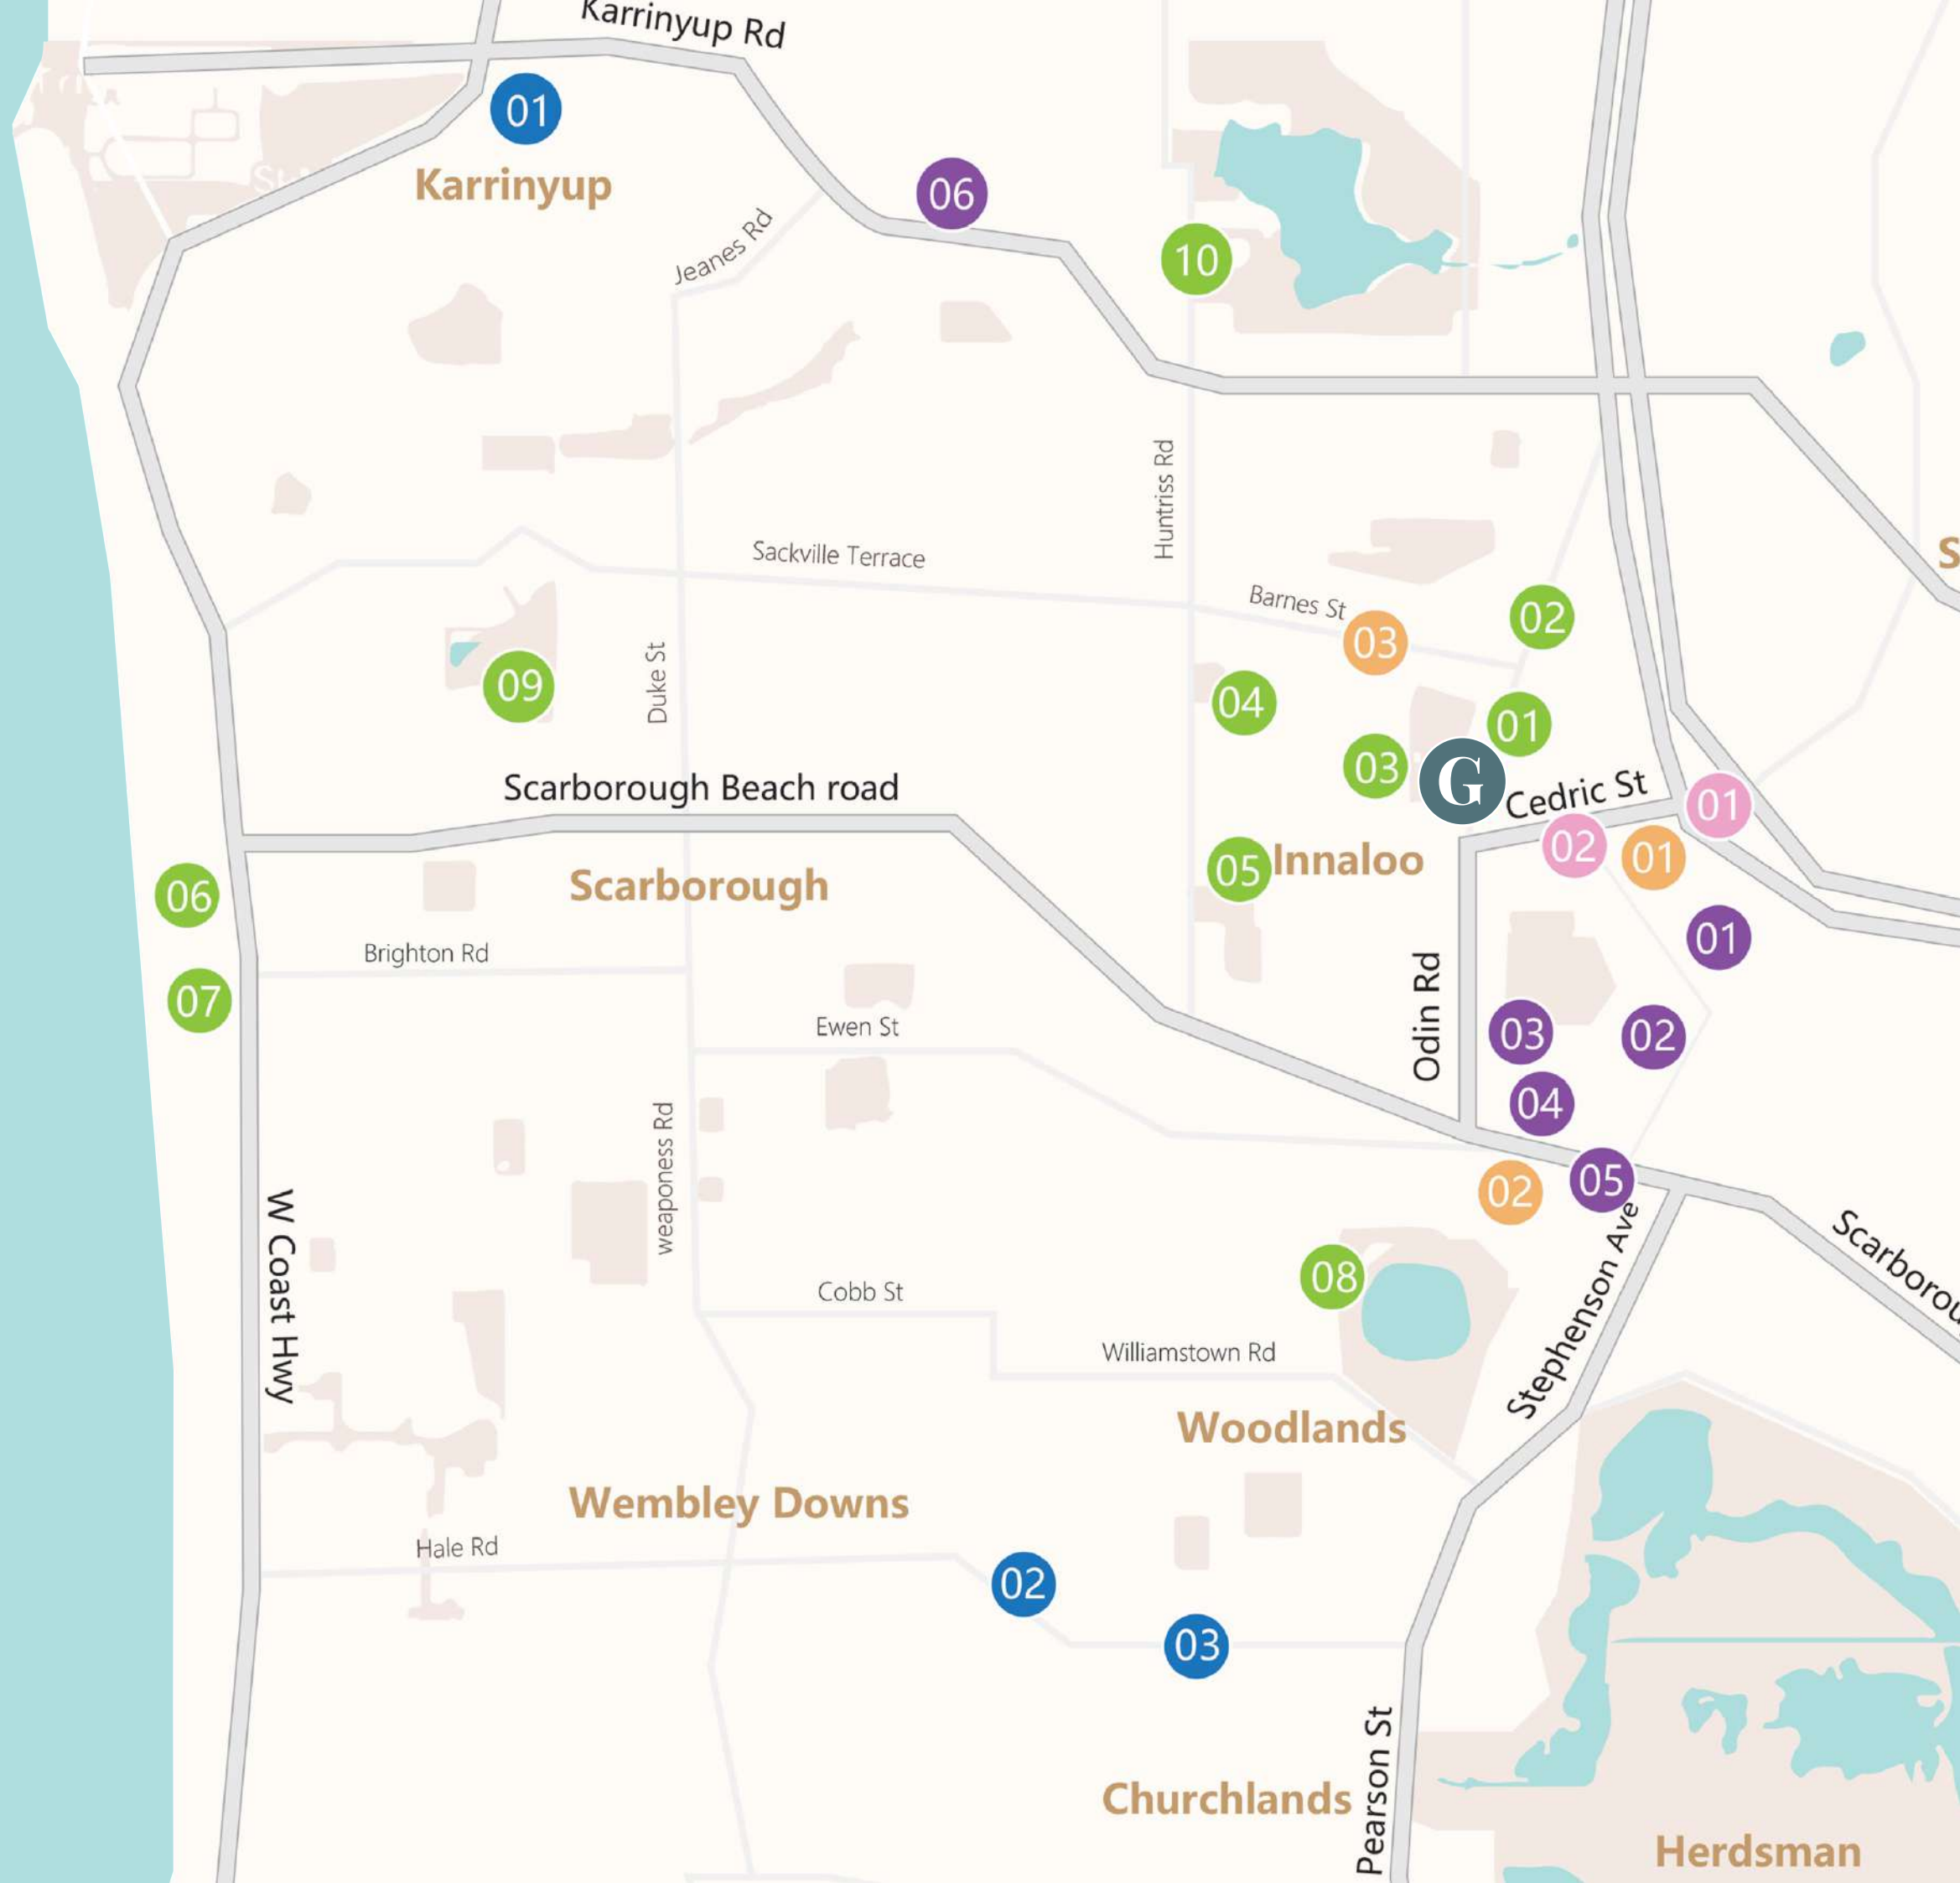 Karrinyup Rd
01
Karrinyup
06
Jeanes Rd
10
Huntriss Rd
Sackville Terrace
Barnes St
02
03
09
Duke St
04
01
03
G
Scarborough Beach road
Cedric St
01
02
01
05
Innaloo
06
Scarborough
Brighton Rd
01
07
Odin Rd
Ewen St
03
02
04
weaponess Rd
02
05
W Coast Hwy
Stephenson Ave
08
Cobb St
Williamstown Rd
Woodlands
Wembley Downs
Hale Rd
02
03
Pearson St
Churchlands
Herdsman